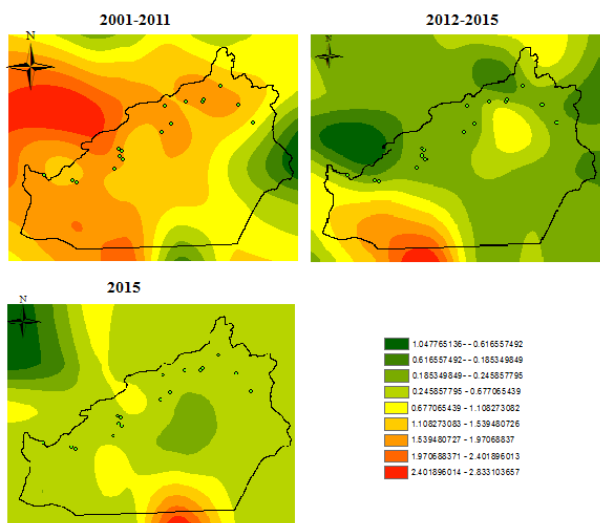 2001-2011
2012-2015
N
N
2015
N
1.047765136 - - 0.616557492
0.616557492 - - 0.185349849
0.185349849 - - 0.245857795
0.245857795 - 0.677065439
0.677065439 - 1.108273082
1.108273083 - 1.539480726
1.539480727 - 1.97068837
1.970688371 - 2.401896013
2.401896014 - 2.833103657